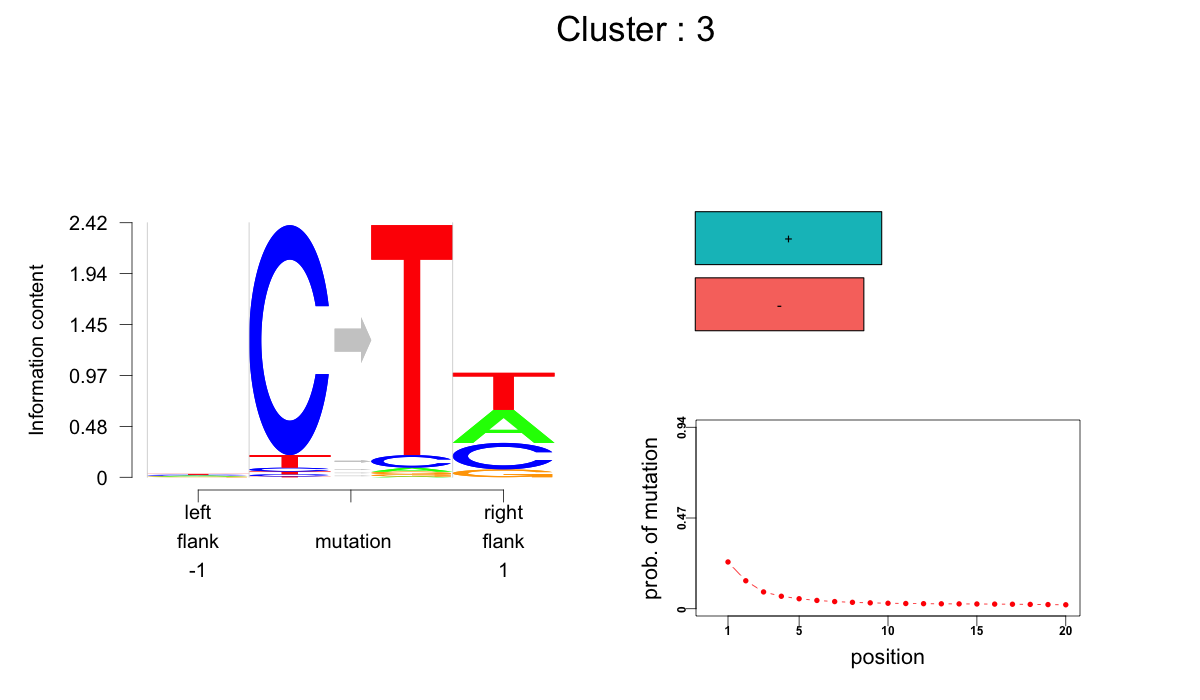 Cluster : 3
Information content
2.42
1.94
1.45
0.97
0.48
0
C
T
T
C
T
A
C
left
flank
-1
mutation
right
flank
1
+
-
prob. of mutation
0.94
0.47
0
1 5 10 15 20
position